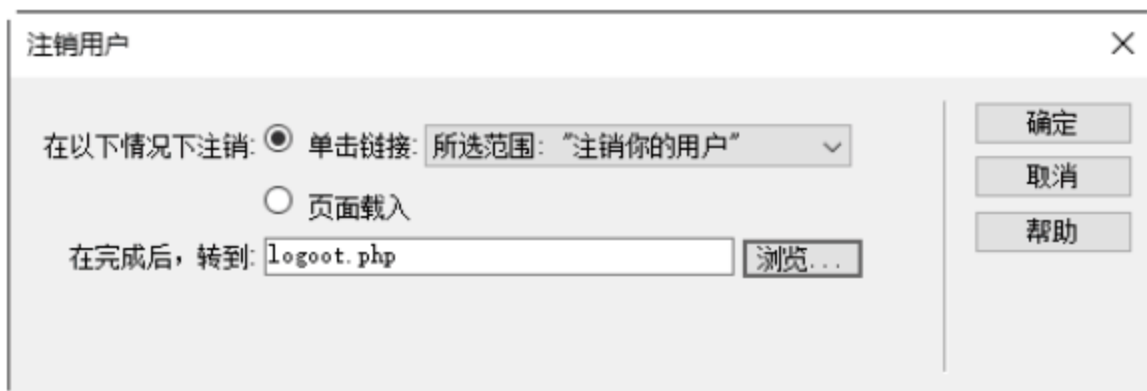 注销用户
在以下情况下注销: 单击链接: 所选范围: "注销你的用户"
页面载入
在完成后，转到: logoot.php 浏览...
确定
取消
帮助